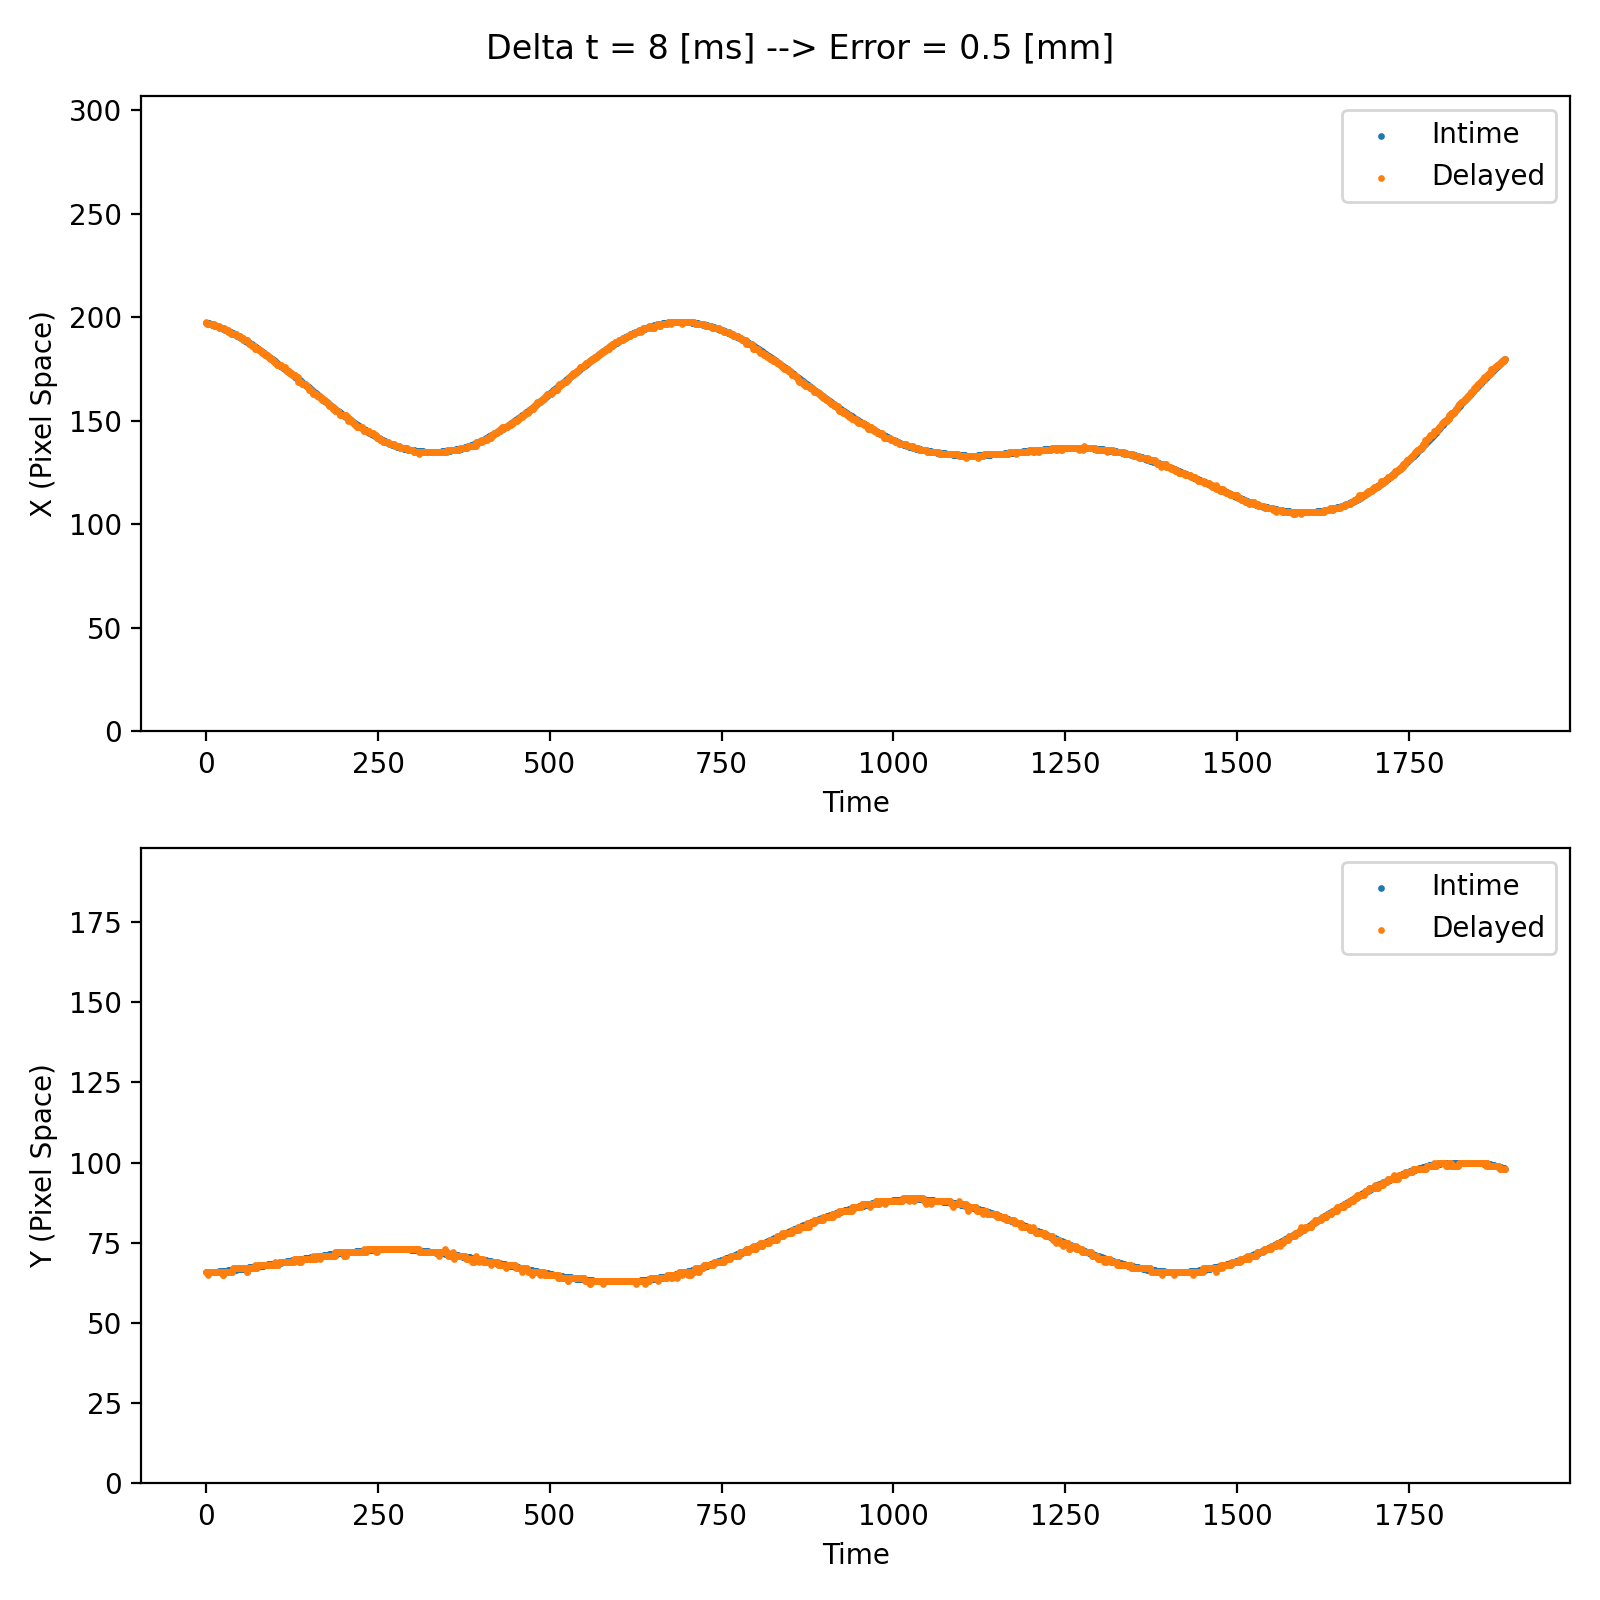 Delta t = 8 [ms] --> Error = 0.5 [mm]
300
250
200
150
100
50
0
X (Pixel Space)
Intime
Delayed
0 250 500 750 1000 1250 1500 1750
Time
175
150
125
100
75
50
25
0
Y (Pixel Space)
Intime
Delayed
0 250 500 750 1000 1250 1500 1750
Time